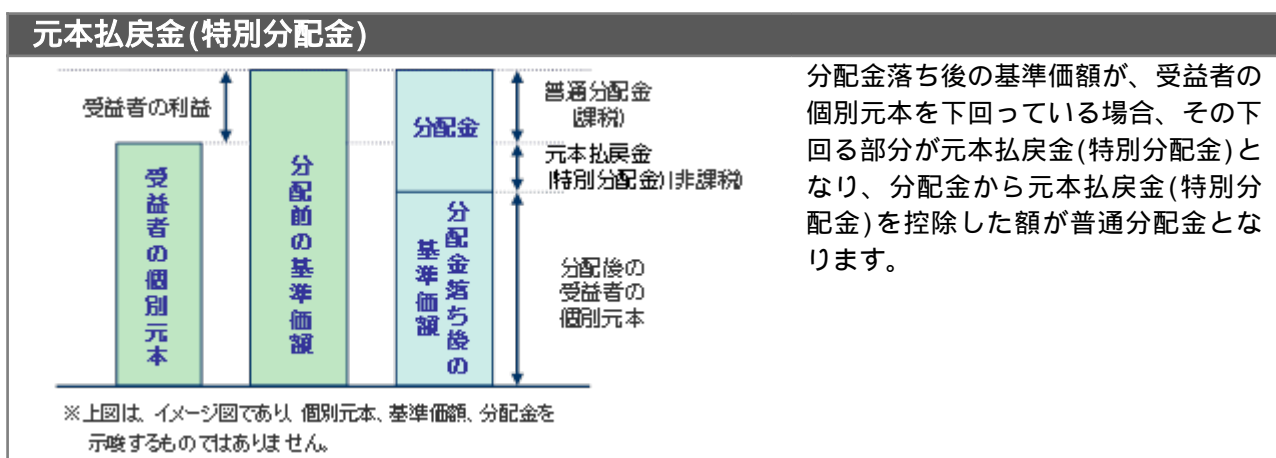 元本払戻金(特別分配金)
受益者の利益
受益者の個別元本
分配前の基準価額
分配金
分配金落ち後の
基準価額
普通分配金
(課税)
元本払戻金
(特別分配金)(非課税)
分配後の
受益者の
個別元本
※上図は、イメージ図であり、個別元本、基準価額、分配金を
示唆するものではありません。
分配金落ち後の基準価額が、受益者の
個別元本を下回っている場合、その下
回る部分が元本払戻金(特別分配金)と
なり、分配金から元本払戻金(特別分
配金)を控除した額が普通分配金とな
ります。